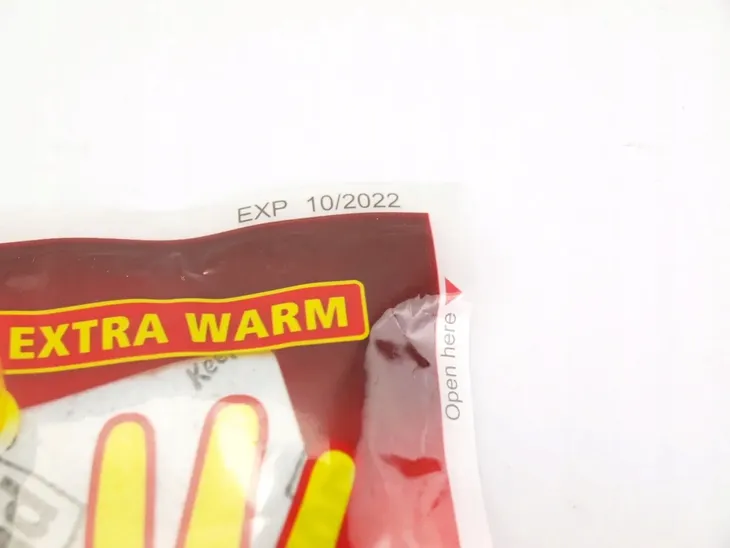 EXP 10/2022
EXTRA WARM
Open here